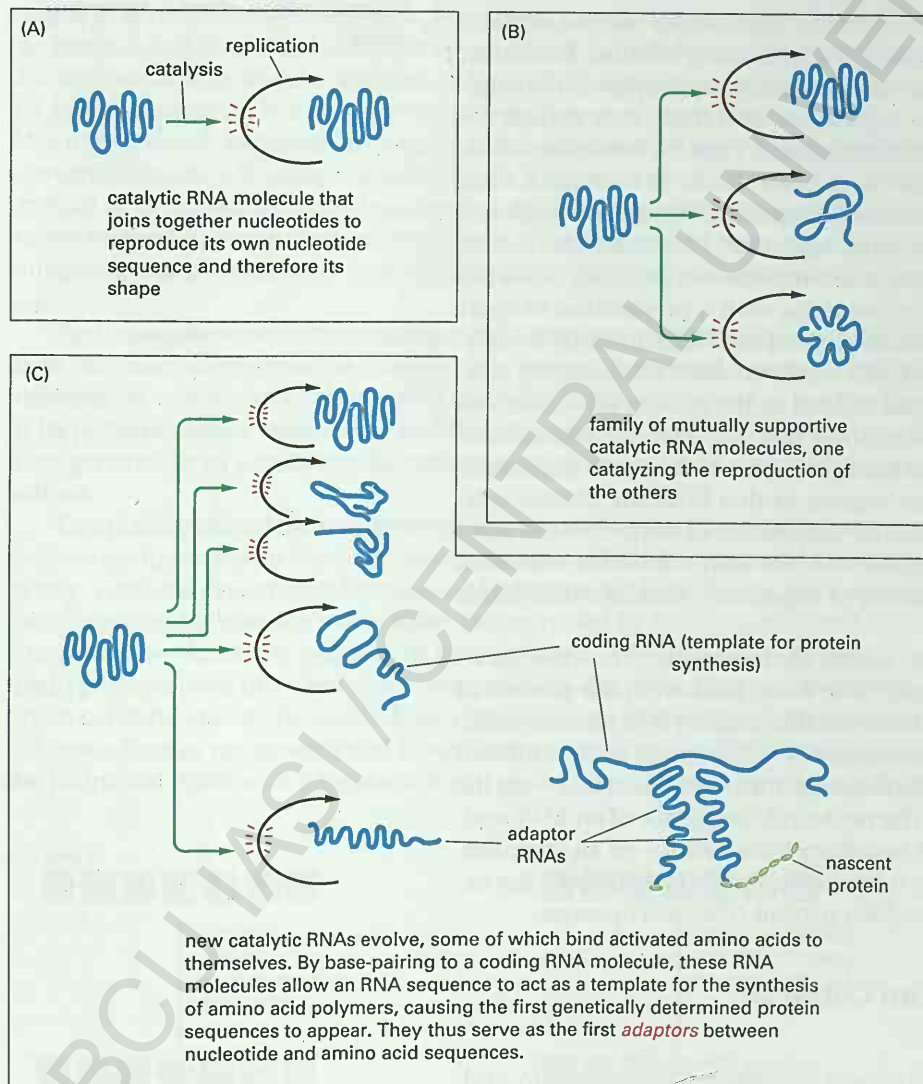 (A)
replication
catalysis
catalytic RNA molecule that
joins together nucleotides to
reproduce its own nucleotide
sequence and therefore its
shape
(B)
family of mutually supportive
catalytic RNA molecules, one
catalyzing the reproduction of
the others
(C)
coding RNA (template for protein
synthesis)
adaptor
RNAs
nascent
protein
new catalytic RNAs evolve, some of which bind activated amino acids to
themselves. By base-pairing to a coding RNA molecule, these RNA
molecules allow an RNA sequence to act as a template for the synthesis
of amino acid polymers, causing the first genetically determined protein
sequences to appear. They thus serve as the first adaptors between
nucleotide and amino acid sequences.
BCU IASI / CENTRAL UNIVE